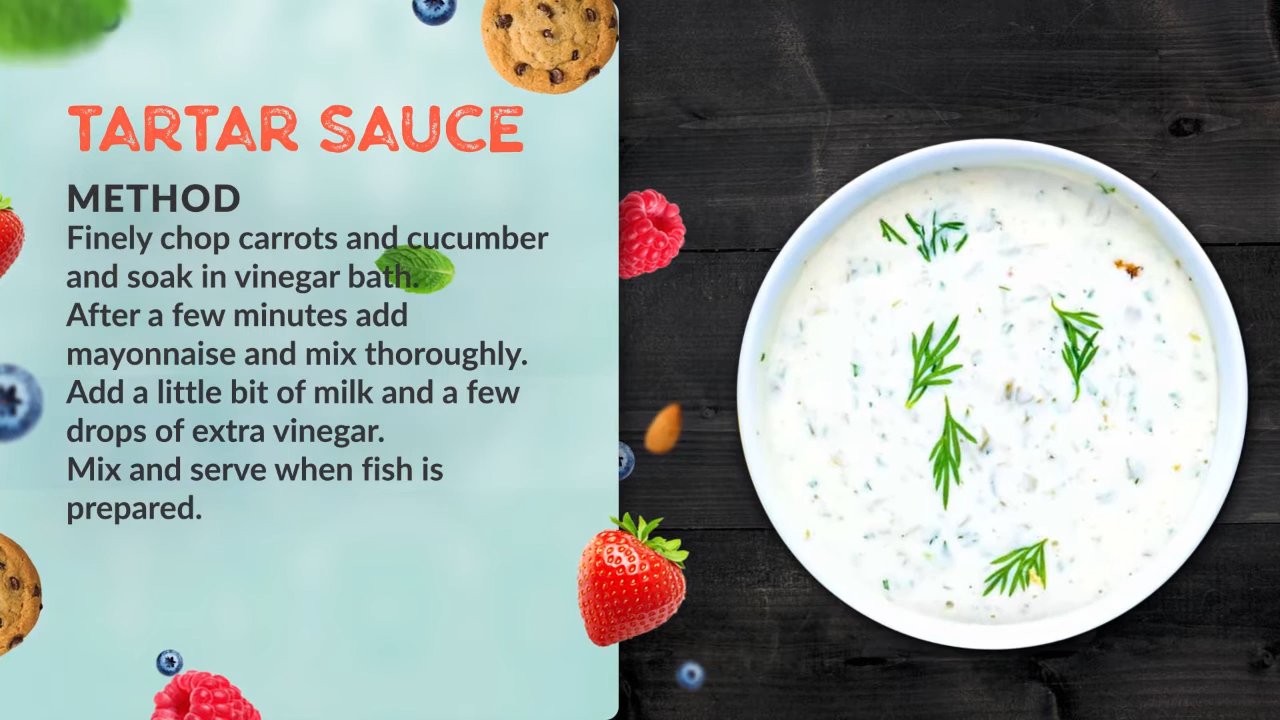 TARTAR SAUCE
METHOD
Finely chop carrots and cucumber
and soak in vinegar bath.
After a few minutes add
mayonnaise and mix thoroughly.
Add a little bit of milk and a few
drops of extra vinegar.
Mix and serve when fish is
prepared.